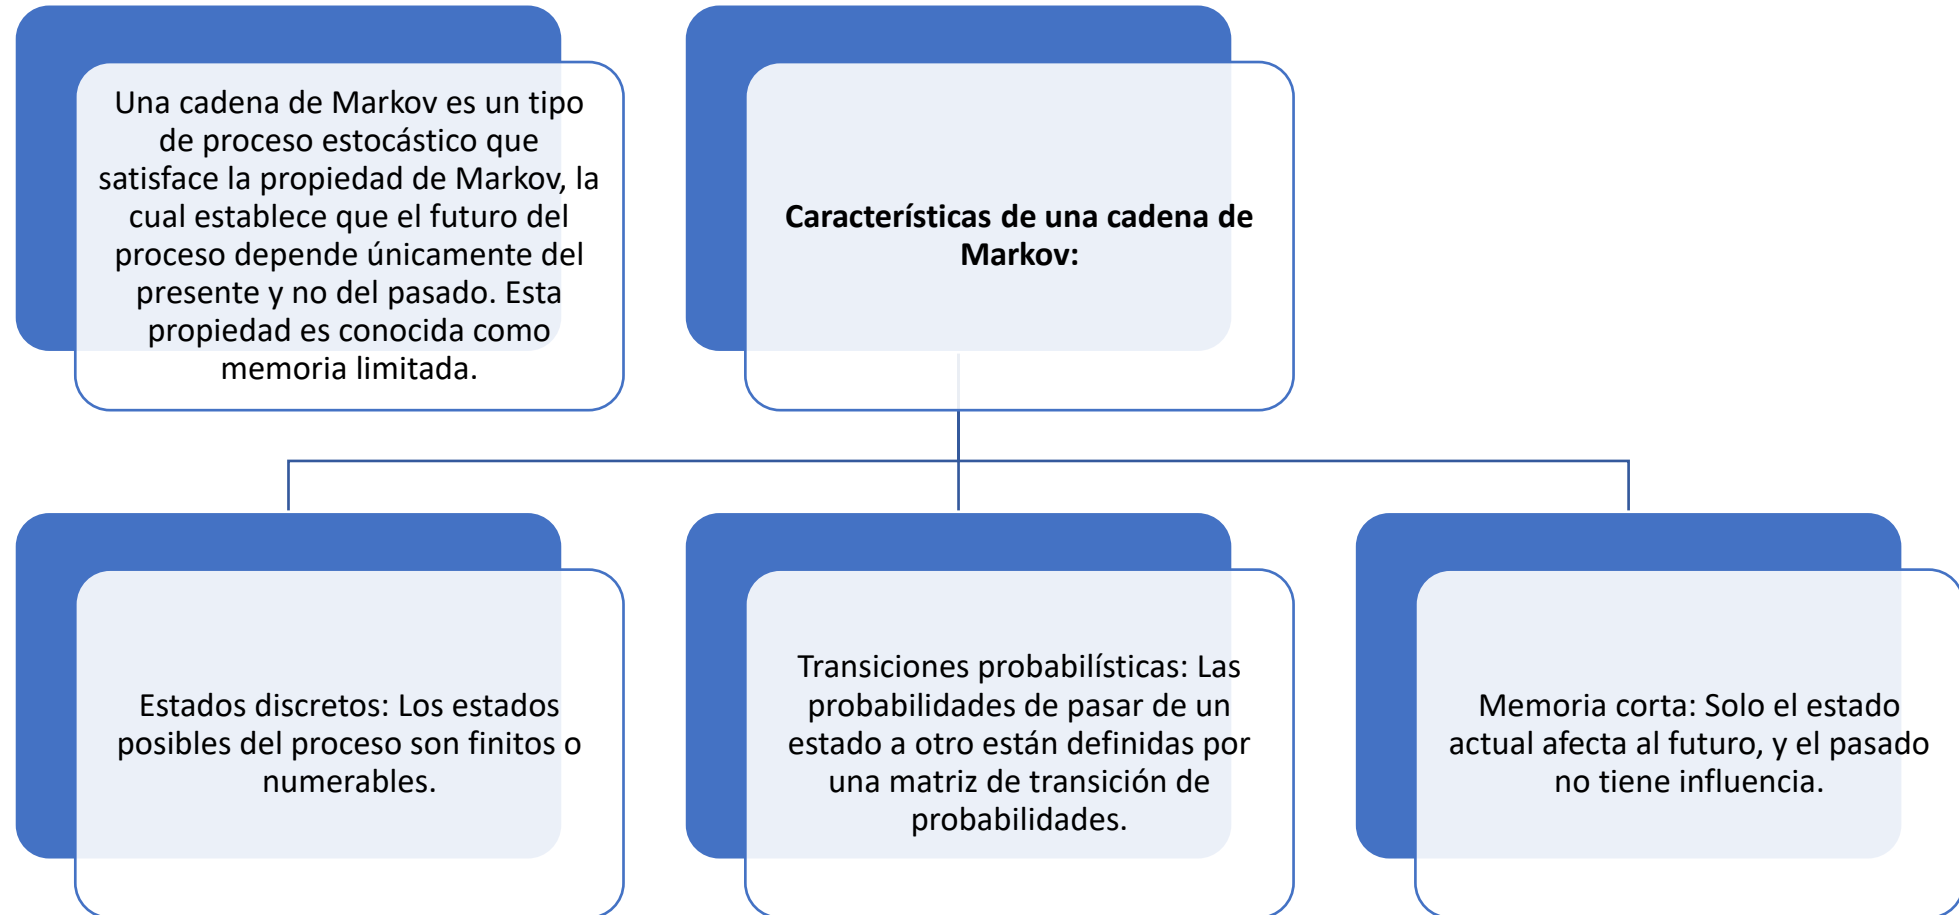 Una cadena de Markov es un tipo
de proceso estocástico que
satisface la propiedad de Markov, la
cual establece que el futuro del
proceso depende únicamente del
presente y no del pasado. Esta
propiedad es conocida como
memoria limitada.
Características de una cadena de
Markov:
Estados discretos: Los estados
posibles del proceso son finitos o
numerables.
Transiciones probabilísticas: Las
probabilidades de pasar de un
estado a otro están definidas por
una matriz de transición de
probabilidades.
Memoria corta: Solo el estado
actual afecta al futuro, y el pasado
no tiene influencia.